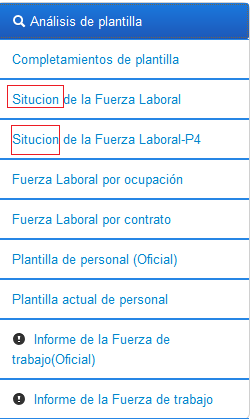 Análisis de plantilla
Completamientos de plantilla
Situcion de la Fuerza Laboral
Situcion de la Fuerza Laboral-P4
Fuerza Laboral por ocupación
Fuerza Laboral por contrato
Plantilla de personal (Oficial)
Plantilla actual de personal
Informe de la Fuerza de
trabajo(Oficial)
Informe de la Fuerza de trabajo